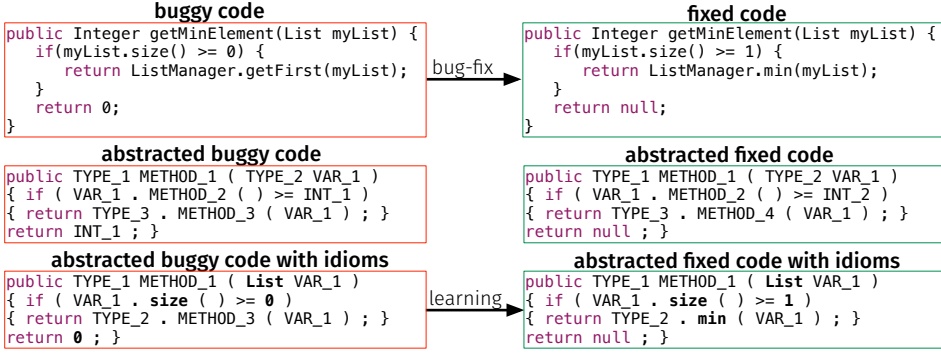 buggy code
public Integer getMinElement(List myList) {
if(myList.size() >= 0) {
return ListManager.getFirst(myList);
}
return 0;
}
bug-fix
fixed code
public Integer getMinElement(List myList) {
if(myList.size() >= 1) {
return ListManager.min(myList);
}
return null;
}
abstracted buggy code
public TYPE_1 METHOD_1 ( TYPE_2 VAR_1 )
{ if ( VAR_1 . METHOD_2 ( ) >= INT_1 )
{ return TYPE_3 . METHOD_3 ( VAR_1 ) ; }
return INT_1 ; }
abstracted fixed code
public TYPE_1 METHOD_1 ( TYPE_2 VAR_1 )
{ if ( VAR_1 . METHOD_2 ( ) >= INT_2 )
{ return TYPE_3 . METHOD_4 ( VAR_1 ) ; }
return null ; }
abstracted buggy code with idioms
public TYPE_1 METHOD_1 ( List VAR_1 )
{ if ( VAR_1 . size ( ) >= 0 )
{ return TYPE_2 . METHOD_3 ( VAR_1 ) ; }
return 0 ; }
learning
abstracted fixed code with idioms
public TYPE_1 METHOD_1 ( List VAR_1 )
{ if ( VAR_1 . size ( ) >= 1 )
{ return TYPE_2 . min ( VAR_1 ) ; }
return null ; }